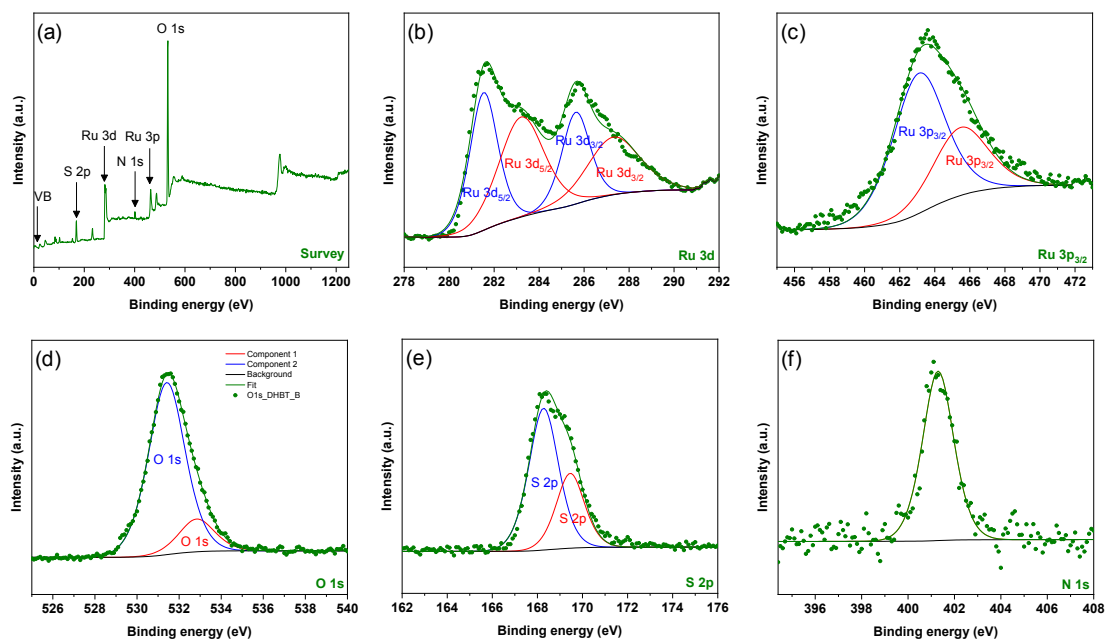 (a)
O 1s
Ru 3d
Ru 3p
N 1s
S 2p
VB
Survey
Intensity (a.u.)
0 200 400 600 800 1000 1200
Binding energy (eV)
(b)
Ru 3d5/2
Ru 3d5/2
Ru 3d3/2
Ru 3d3/2
Ru 3d
Intensity (a.u.)
278 280 282 284 286 288 290 292
Binding energy (eV)
(c)
Ru 3p3/2
Ru 3p3/2
Ru 3p3/2
Intensity (a.u.)
456 458 460 462 464 466 468 470 472
Binding energy (eV)
(d)
Component 1
Component 2
Background
Fit
O1s_DHBT_B
O 1s
O 1s
O 1s
Intensity (a.u.)
526 528 530 532 534 536 538 540
Binding energy (eV)
(e)
S 2p
S 2p
S 2p
Intensity (a.u.)
162 164 166 168 170 172 174 176
Binding energy (eV)
(f)
N 1s
Intensity (a.u.)
396 398 400 402 404 406 408
Binding energy (eV)